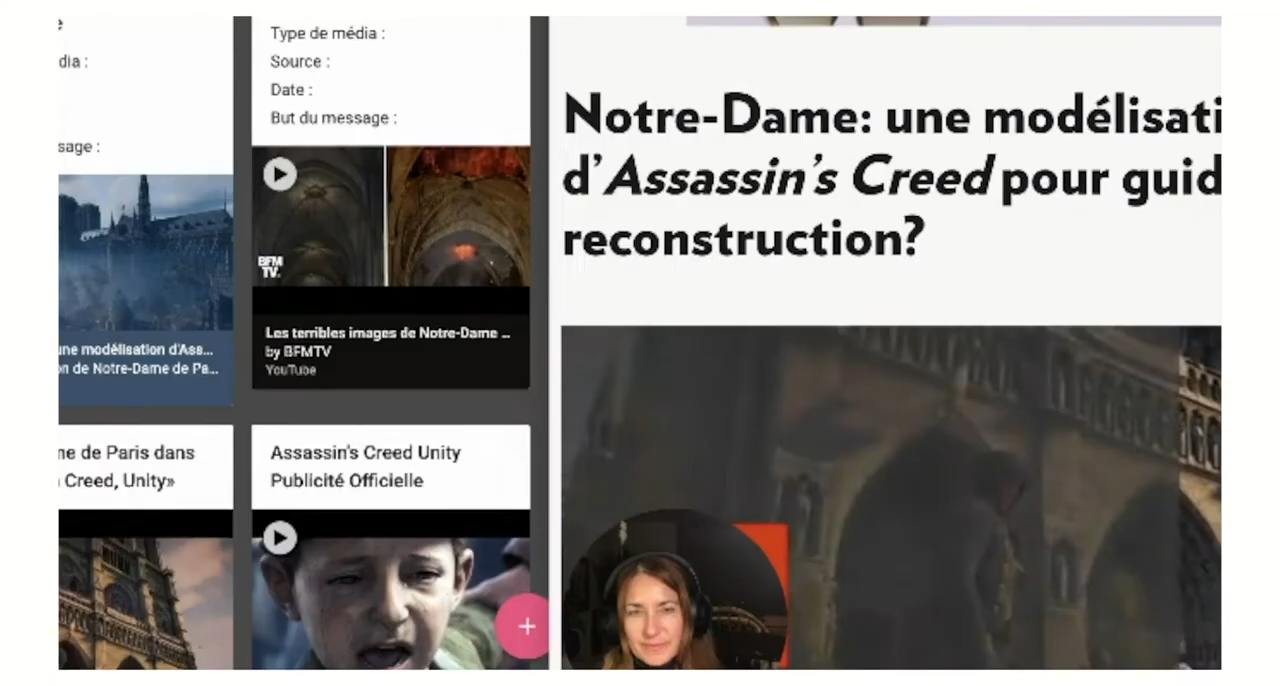 dia :
sage :
une modélisation d'Ass...
on de Notre-Dame de Pa...
ne de Paris dans
Creed, Unity»
Type de média :
Source :
Date :
But du message :
BFM
TV.
Les terribles images de Notre-Dame ...
by BFMTV
YouTube
Assassin's Creed Unity
Publicité Officielle
+
Notre-Dame: une modélisati
d'Assassin's Creed pour guid
reconstruction?